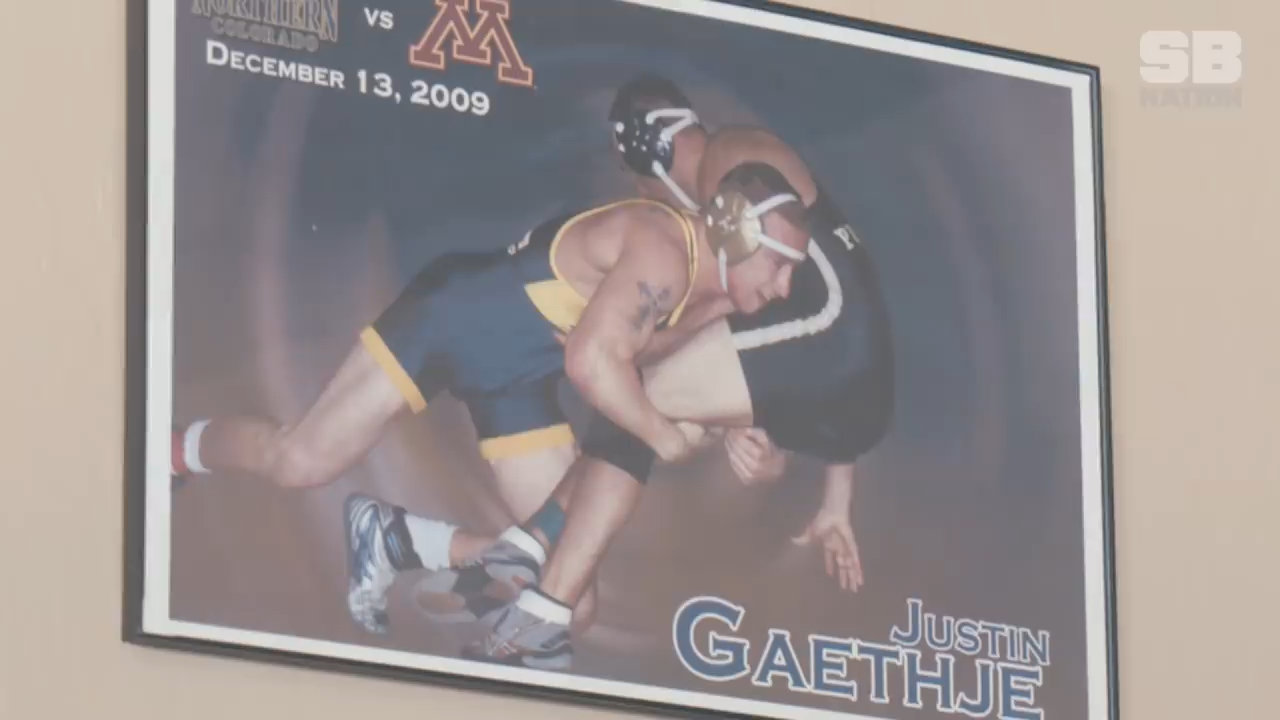 NORTHERN
COLORADO
VS
M
DECEMBER 13, 2009
SB
NATION
JUSTIN
GAETHJE